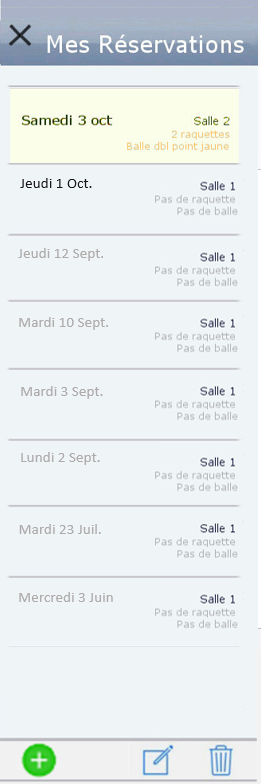 Mes Réservations
Samedi 3 oct
Salle 2
2 raquettes
Balle dbl point jaune
Jeudi 1 Oct.
Salle 1
Pas de raquette
Pas de balle
Jeudi 12 Sept.
Salle 1
Pas de raquette
Pas de balle
Mardi 10 Sept.
Salle 1
Pas de raquette
Pas de balle
Mardi 3 Sept.
Salle 1
Pas de raquette
Pas de balle
Lundi 2 Sept.
Salle 1
Pas de raquette
Pas de balle
Mardi 23 Juil.
Salle 1
Pas de raquette
Pas de balle
Mercredi 3 Juin
Salle 1
Pas de raquette
Pas de balle